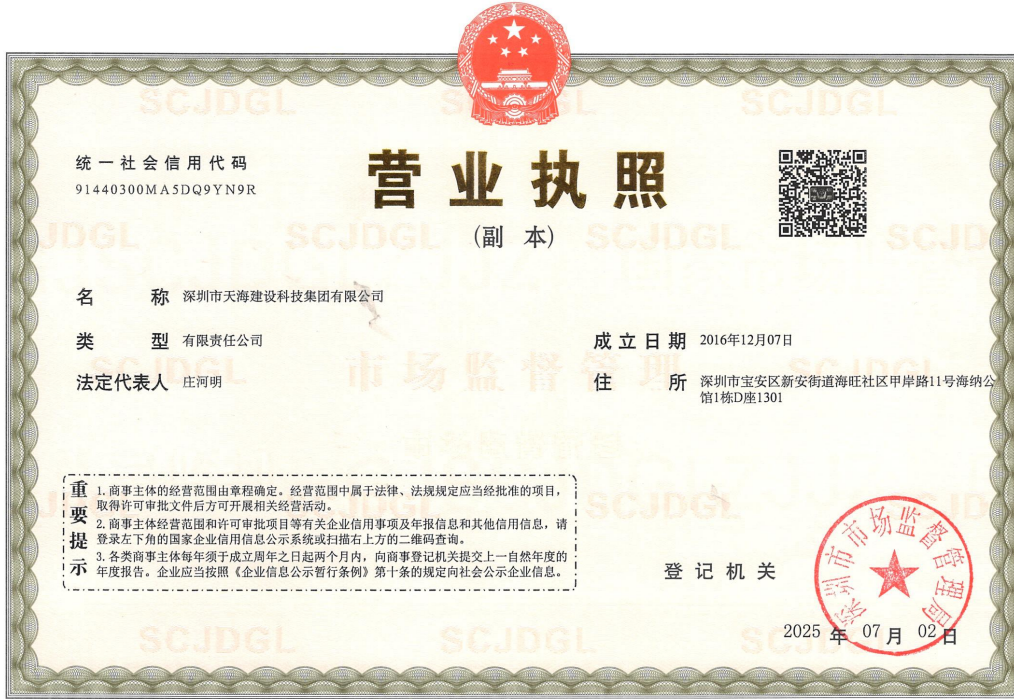 SCJDGL SCJDGL SCJDGL
统一社会信用代码
91440300MA5DQ9YN9R
营业执照
(副 本)
SCJDGL SCJDGL SCJDGL SCJDGL
名 称 深圳市天海建设科技集团有限公司
类 型 有限责任公司
成立日期 2016年12月07日
市场监督管理
法定代表人 庄河明
住 所 深圳市宝安区新安街道海旺社区甲岸路11号海纳公
馆1栋D座1301
重要提示
1. 商事主体的经营范围由章程确定。经营范围中属于法律、法规规定应当经批准的项目，
取得许可审批文件后方可开展相关经营活动。
2. 商事主体经营范围和许可审批项目等有关企业信用事项及年报信息和其他信用信息，请
登录左下角的国家企业信用信息公示系统或扫描右上方的二维码查询。
3. 各类商事主体每年须于成立周年之日起两个月内，向商事登记机关提交上一自然年度的
年度报告。企业应当按照《企业信息公示暂行条例》第十条的规定向社会公示企业信息。
登记机关
深圳市市场监督管理局
2025 年 07 月 02 日
SCJDGL SCJDGL